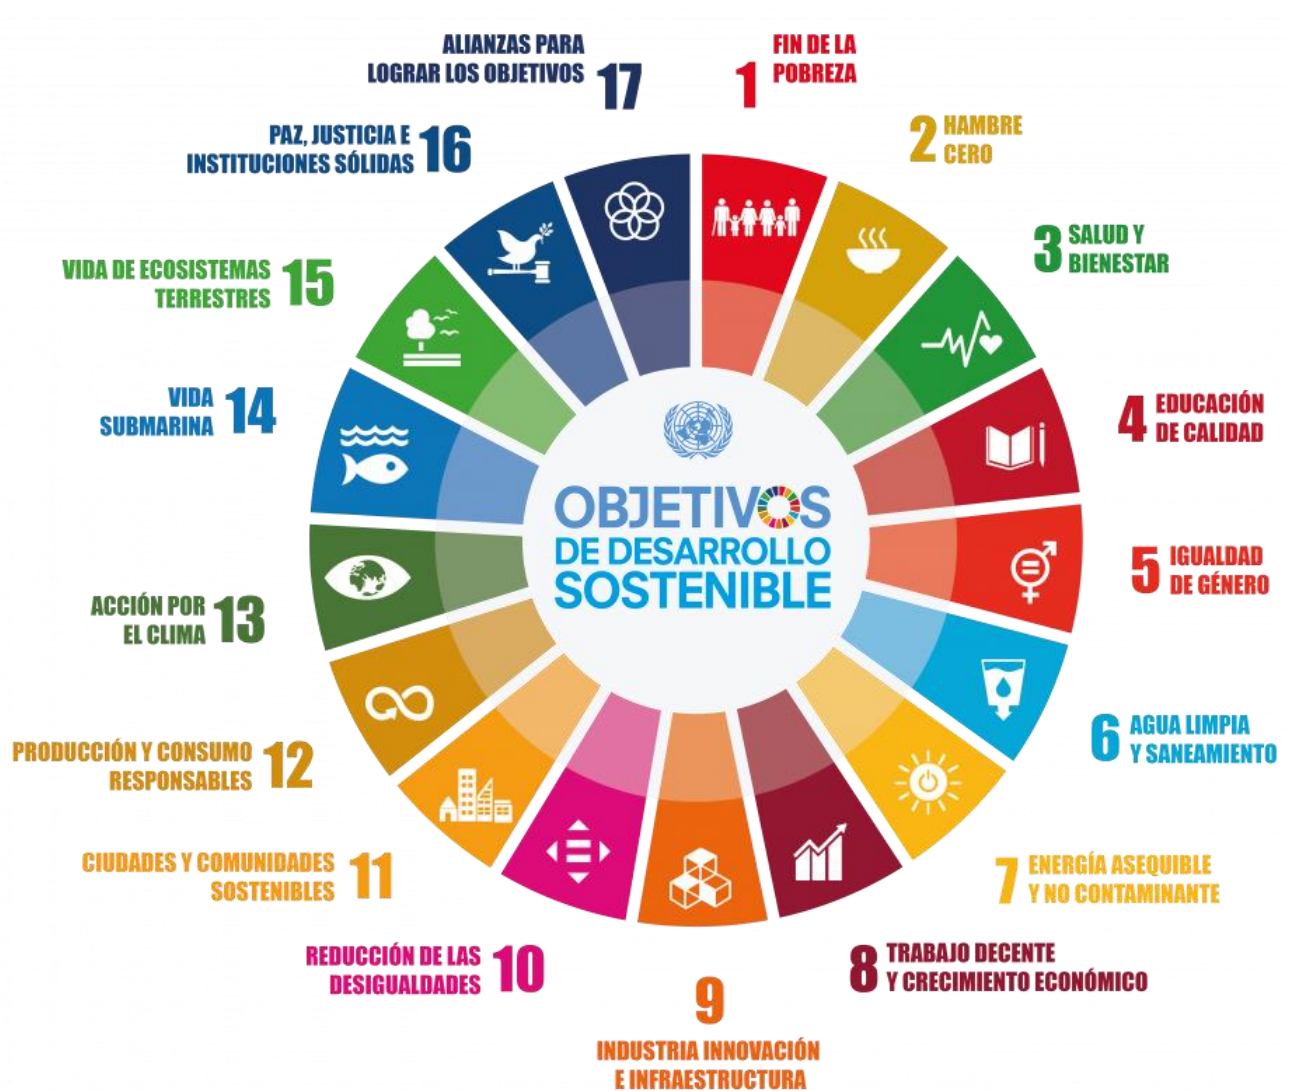 OBJETIVOS
DE DESARROLLO
SOSTENIBLE
1
FIN DE LA
POBREZA
2
HAMBRE
CERO
3
SALUD Y
BIENESTAR
4
EDUCACIÓN
DE CALIDAD
5
IGUALDAD
DE GÉNERO
6
AGUA LIMPIA
Y SANEAMIENTO
7
ENERGÍA ASEQUIBLE
Y NO CONTAMINANTE
8
TRABAJO DECENTE
Y CRECIMIENTO ECONÓMICO
9
INDUSTRIA INNOVACIÓN
E INFRAESTRUCTURA
10
REDUCCIÓN DE LAS
DESIGUALDADES
11
CIUDADES Y COMUNIDADES
SOSTENIBLES
12
PRODUCCIÓN Y CONSUMO
RESPONSABLES
13
ACCIÓN POR
EL CLIMA
14
VIDA
SUBMARINA
15
VIDA DE ECOSISTEMAS
TERRESTRES
16
PAZ, JUSTICIA E
INSTITUCIONES SÓLIDAS
17
ALIANZAS PARA
LOGRAR LOS OBJETIVOS